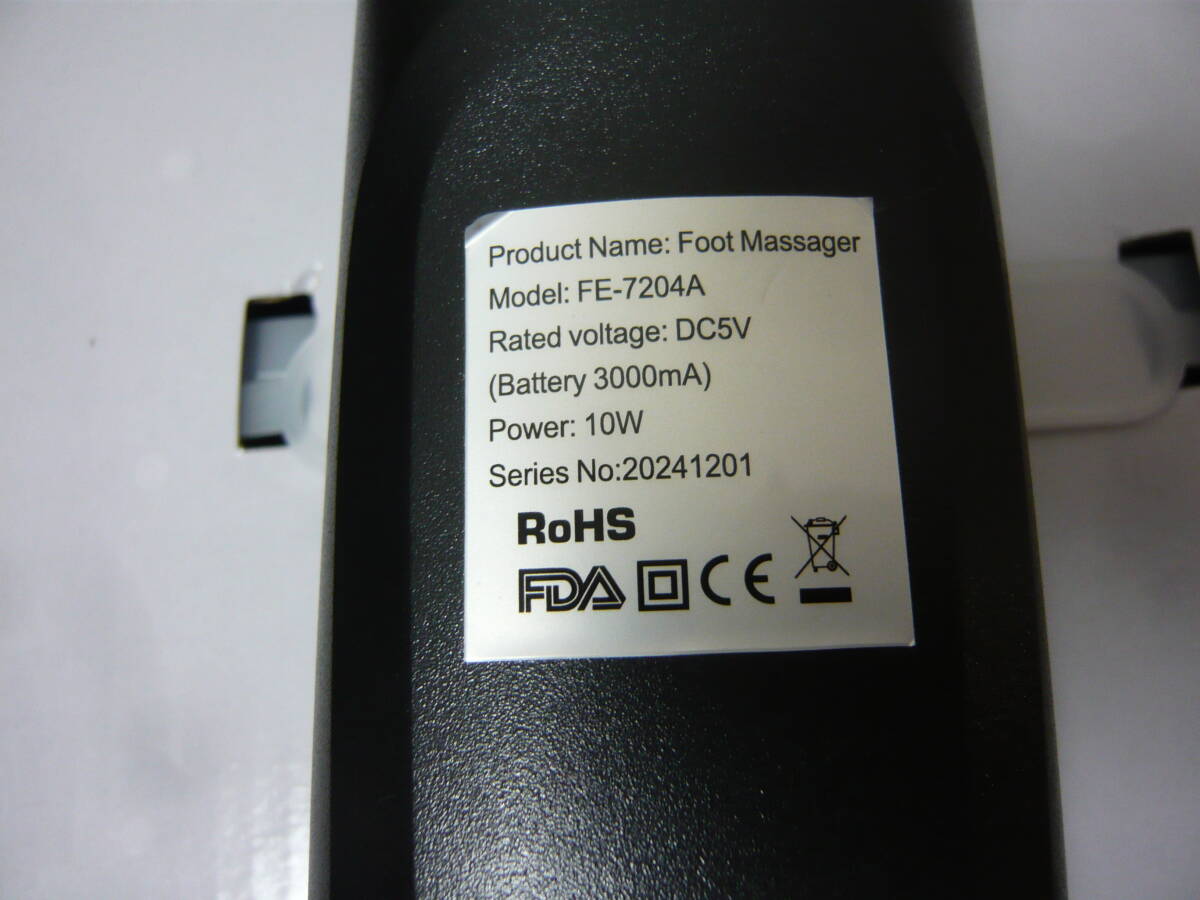 Product Name: Foot Massager
Model: FE-7204A
Rated voltage: DC5V
(Battery 3000mA)
Power: 10W
Series No:20241201
RoHS
FDA CE